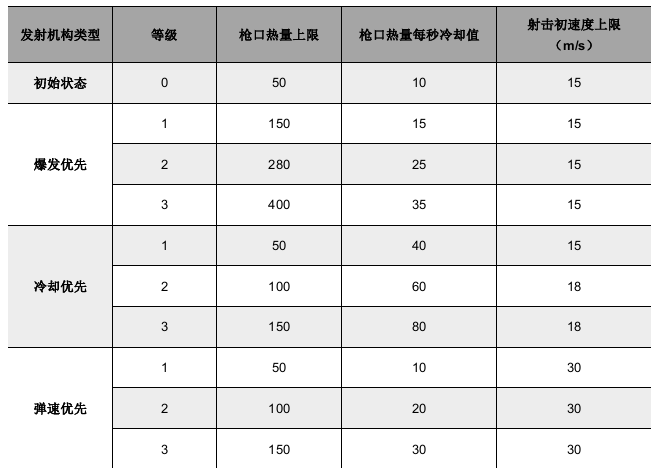 发射机构类型 等级 枪口热量上限 枪口热量每秒冷却值 射击初速度上限
（m/s）
初始状态 0 50 10 15
爆发优先 1 150 15 15
2 280 25 15
3 400 35 15
冷却优先 1 50 40 15
2 100 60 18
3 150 80 18
弹速优先 1 50 10 30
2 100 20 30
3 150 30 30